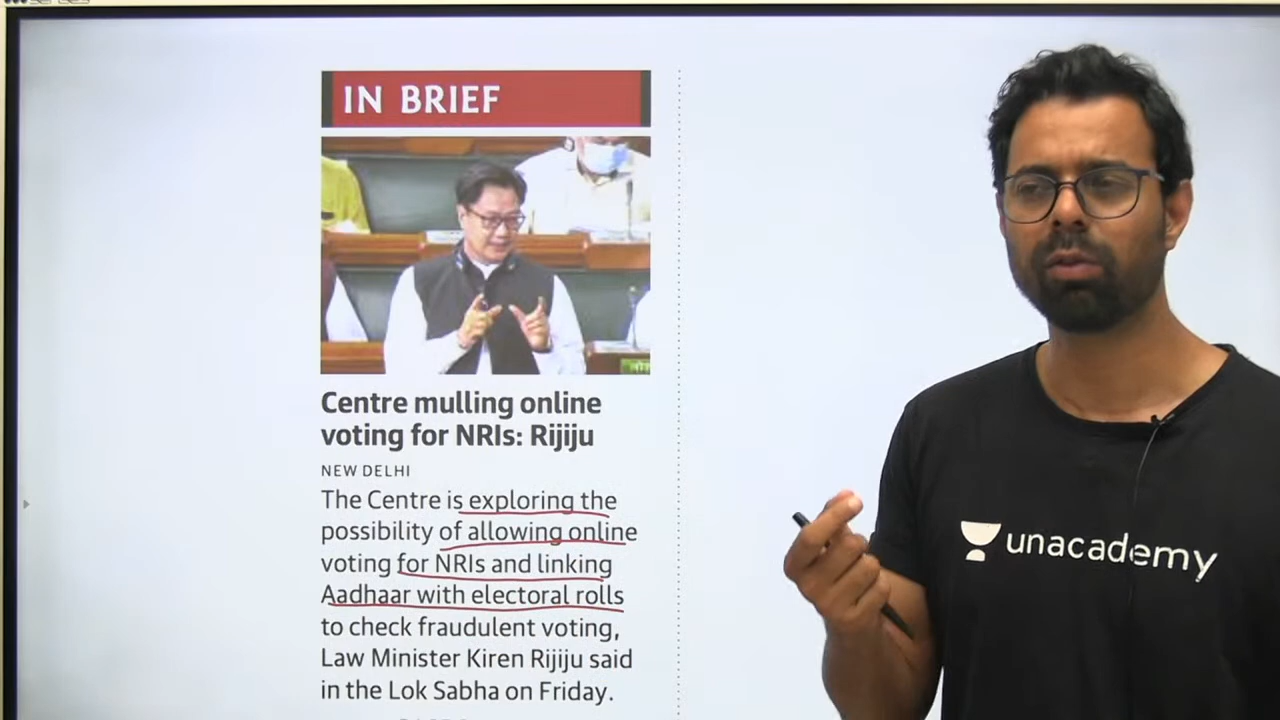 IN BRIEF
Centre mulling online
voting for NRIs: Rijiju
NEW DELHI
The Centre is exploring the
possibility of allowing online
voting for NRIs and linking
Aadhaar with electoral rolls
to check fraudulent voting,
Law Minister Kiren Rijiju said
in the Lok Sabha on Friday.
unacademy